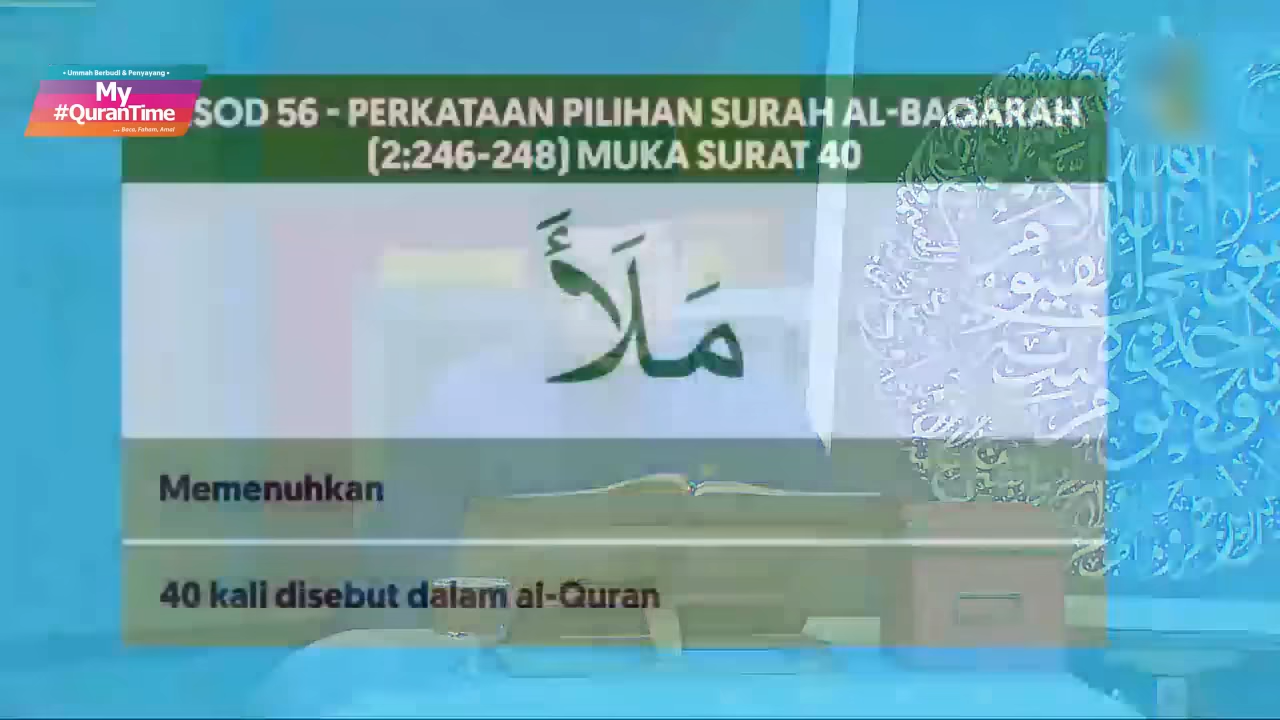 • Ummah Berbudi & Penyayang •
My
#QuranTime
... Baca, Faham, Amal
SOD 56 - PERKATAAN PILIHAN SURAH AL-BAQARAH
(2:246-248) MUKA SURAT 40
مَلَأَ
Memenuhkan
40 kali disebut dalam al-Quran